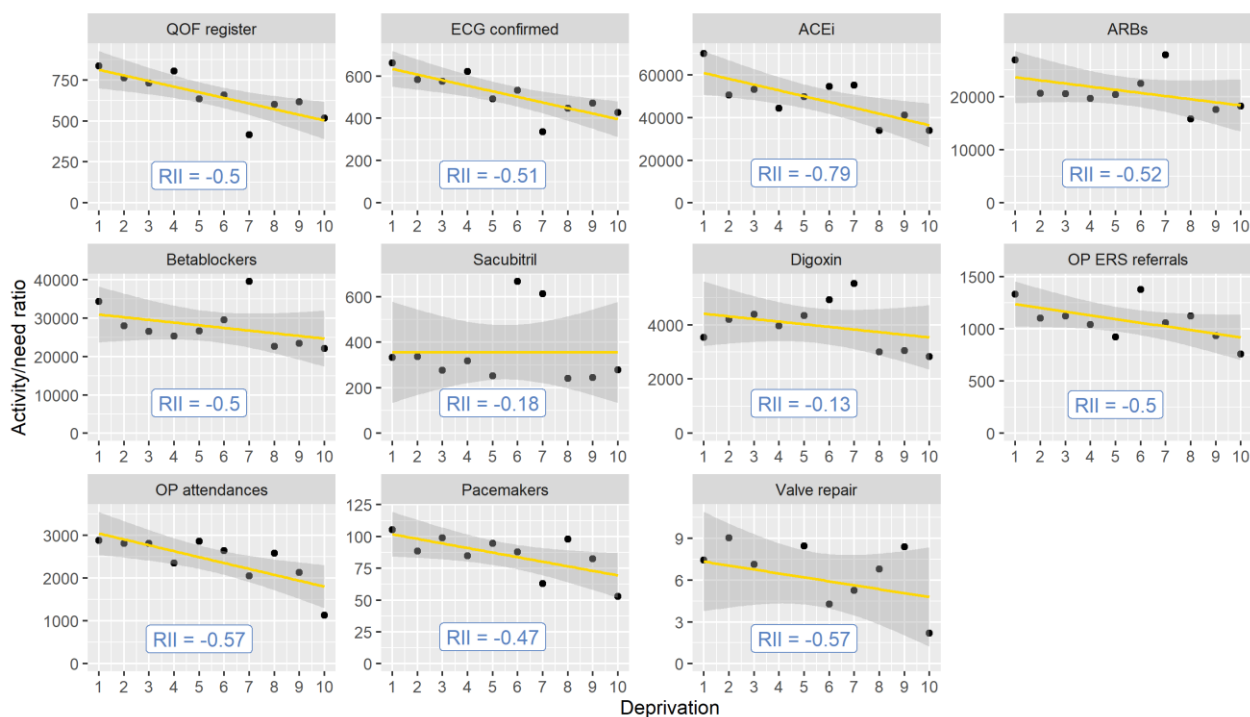 QOF register
ECG confirmed
ACEi
ARBs
750
500
250
0
RII = -0.5
1 2 3 4 5 6 7 8 9 10
600
400
200
0
RII = -0.51
1 2 3 4 5 6 7 8 9 10
60000
40000
20000
0
RII = -0.79
1 2 3 4 5 6 7 8 9 10
20000
10000
0
RII = -0.52
1 2 3 4 5 6 7 8 9 10
Activity/need ratio
Betablockers
Sacubitril
Digoxin
OP ERS referrals
40000
30000
20000
10000
0
RII = -0.5
1 2 3 4 5 6 7 8 9 10
600
400
200
0
RII = -0.18
1 2 3 4 5 6 7 8 9 10
4000
2000
0
RII = -0.13
1 2 3 4 5 6 7 8 9 10
1500
1000
500
0
RII = -0.5
1 2 3 4 5 6 7 8 9 10
OP attendances
Pacemakers
Valve repair
3000
2000
1000
0
RII = -0.57
1 2 3 4 5 6 7 8 9 10
125
100
75
50
25
0
RII = -0.47
1 2 3 4 5 6 7 8 9 10
9
6
3
0
RII = -0.57
1 2 3 4 5 6 7 8 9 10
Deprivation